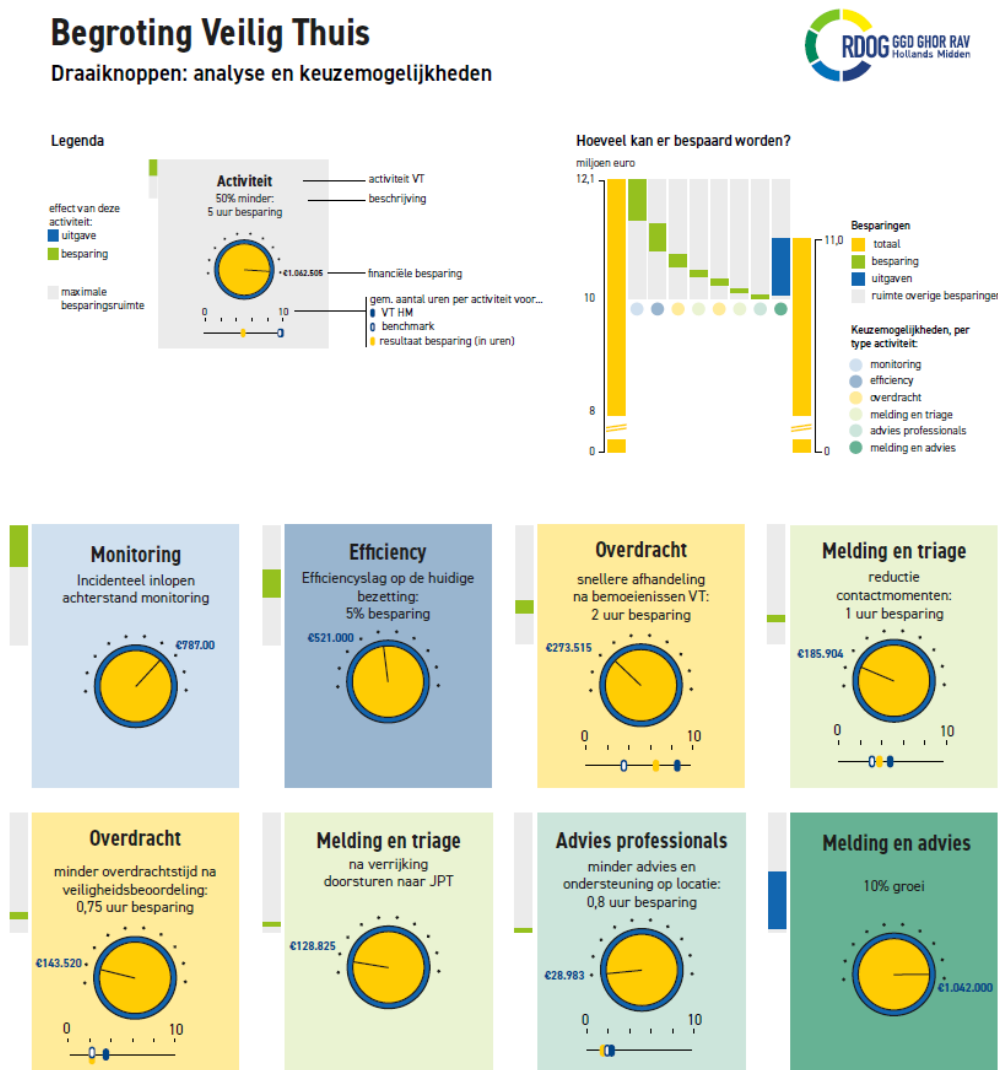 Begroting Veilig Thuis
Draaiknoppen: analyse en keuzemogelijkheden
RDOG GGD GHOR RAV
Hollands Midden
Legenda
effect van deze
activiteit:
uitgave
besparing
maximale
besparingsruimte
Activiteit
50% minder:
5 uur besparing
€1.042.505
0 10
activiteit VT
beschrijving
financiële besparing
gem. aantal uren per activiteit voor...
VT HM
benchmark
resultaat besparing (in uren)
Hoeveel kan er bespaard worden?
miljoen euro
12,1
10
8
0
11,0
0
Besparingen
totaal
besparing
uitgaven
ruimte overige besparingen
Keuzemogelijkheden, per
type activiteit:
monitoring
efficiency
overdracht
melding en triage
advies professionals
melding en advies
Monitoring
Incidenteel inlopen
achterstand monitoring
€787.00
Efficiency
Efficiencyslag op de huidige
bezetting:
5% besparing
€521.000
Overdracht
snellere afhandeling
na bemoeienissen VT:
2 uur besparing
€273.515
0 10
Melding en triage
reductie
contactmomenten:
1 uur besparing
€185.904
0 10
Overdracht
minder overdrachtstijd na
veiligheidsbeoordeling:
0,75 uur besparing
€143.520
0 10
Melding en triage
na verrijking
doorsturen naar JPT
€128.825
Advies professionals
minder advies en
ondersteuning op locatie:
0,8 uur besparing
€28.983
0 10
Melding en advies
10% groei
€1.042.000